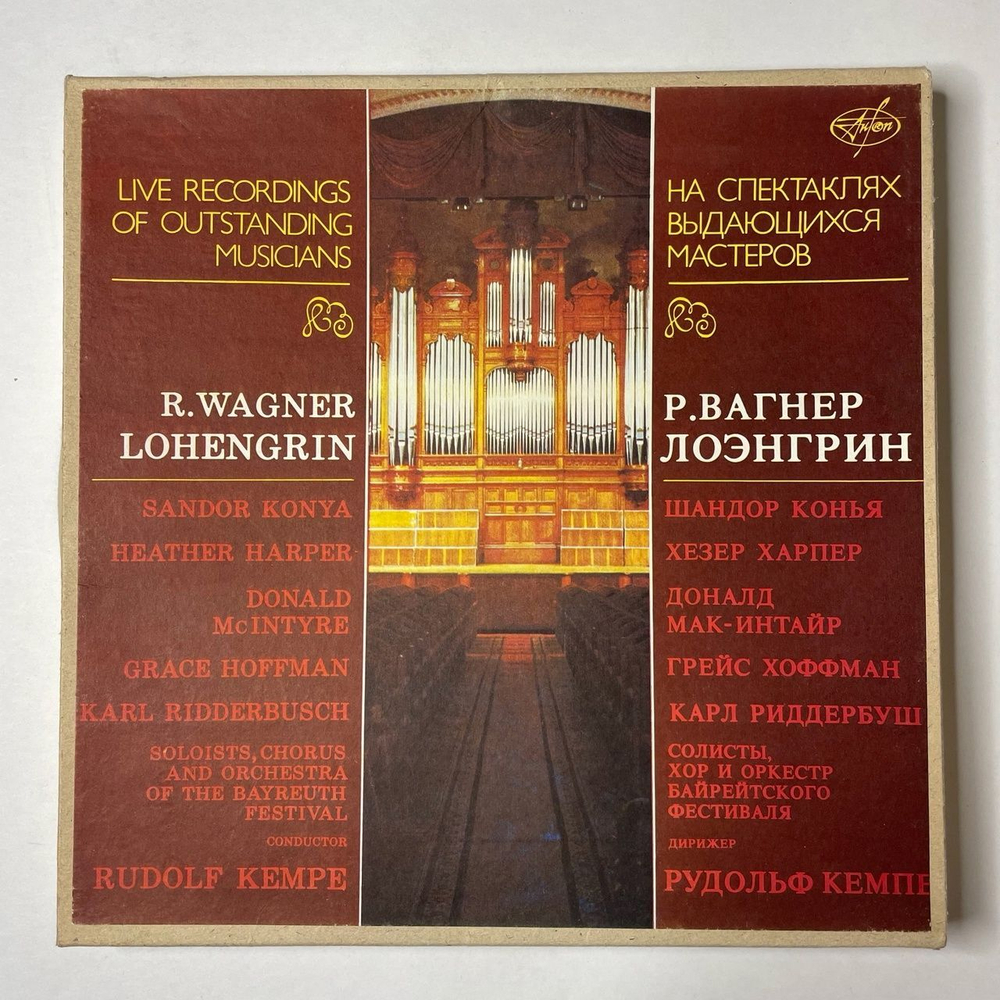 LIVE RECORDINGS
OF OUTSTANDING
MUSICIANS
R. WAGNER
LOHENGRIN
SANDOR KONYA
HEATHER HARPER
DONALD
McINTYRE
GRACE HOFFMAN
KARL RIDDERBUSCH
SOLOISTS, CHORUS
AND ORCHESTRA
OF THE BAYREUTH
FESTIVAL
CONDUCTOR
RUDOLF KEMPE
Акфоп
НА СПЕКТАКЛЯХ
ВЫДАЮЩИХСЯ
МАСТЕРОВ
Р.ВАГНЕР
ЛОЭНГРИН
ШАНДОР КОНЬЯ
ХЕЗЕР ХАРПЕР
ДОНАЛД
МАК-ИНТАЙР
ГРЕЙС ХОФФМАН
КАРЛ РИДДЕРБУШ
СОЛИСТЫ,
ХОР И ОРКЕСТР
БАЙРЕЙТСКОГО
ФЕСТИВАЛЯ
ДИРИЖЕР
РУДОЛЬФ КЕМПЕ